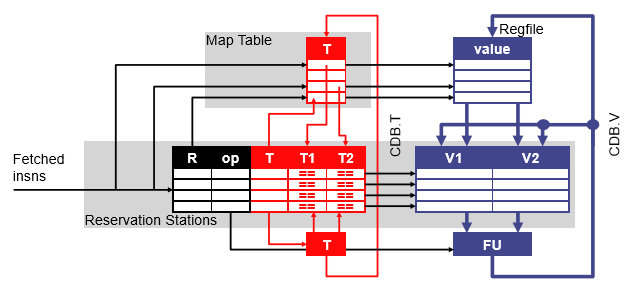 Map Table
T
Regfile
value
CDB.T
CDB.V
Fetched
insns
R op T T1 T2
V1 V2
== ==
== ==
== ==
== ==
Reservation Stations
T
FU